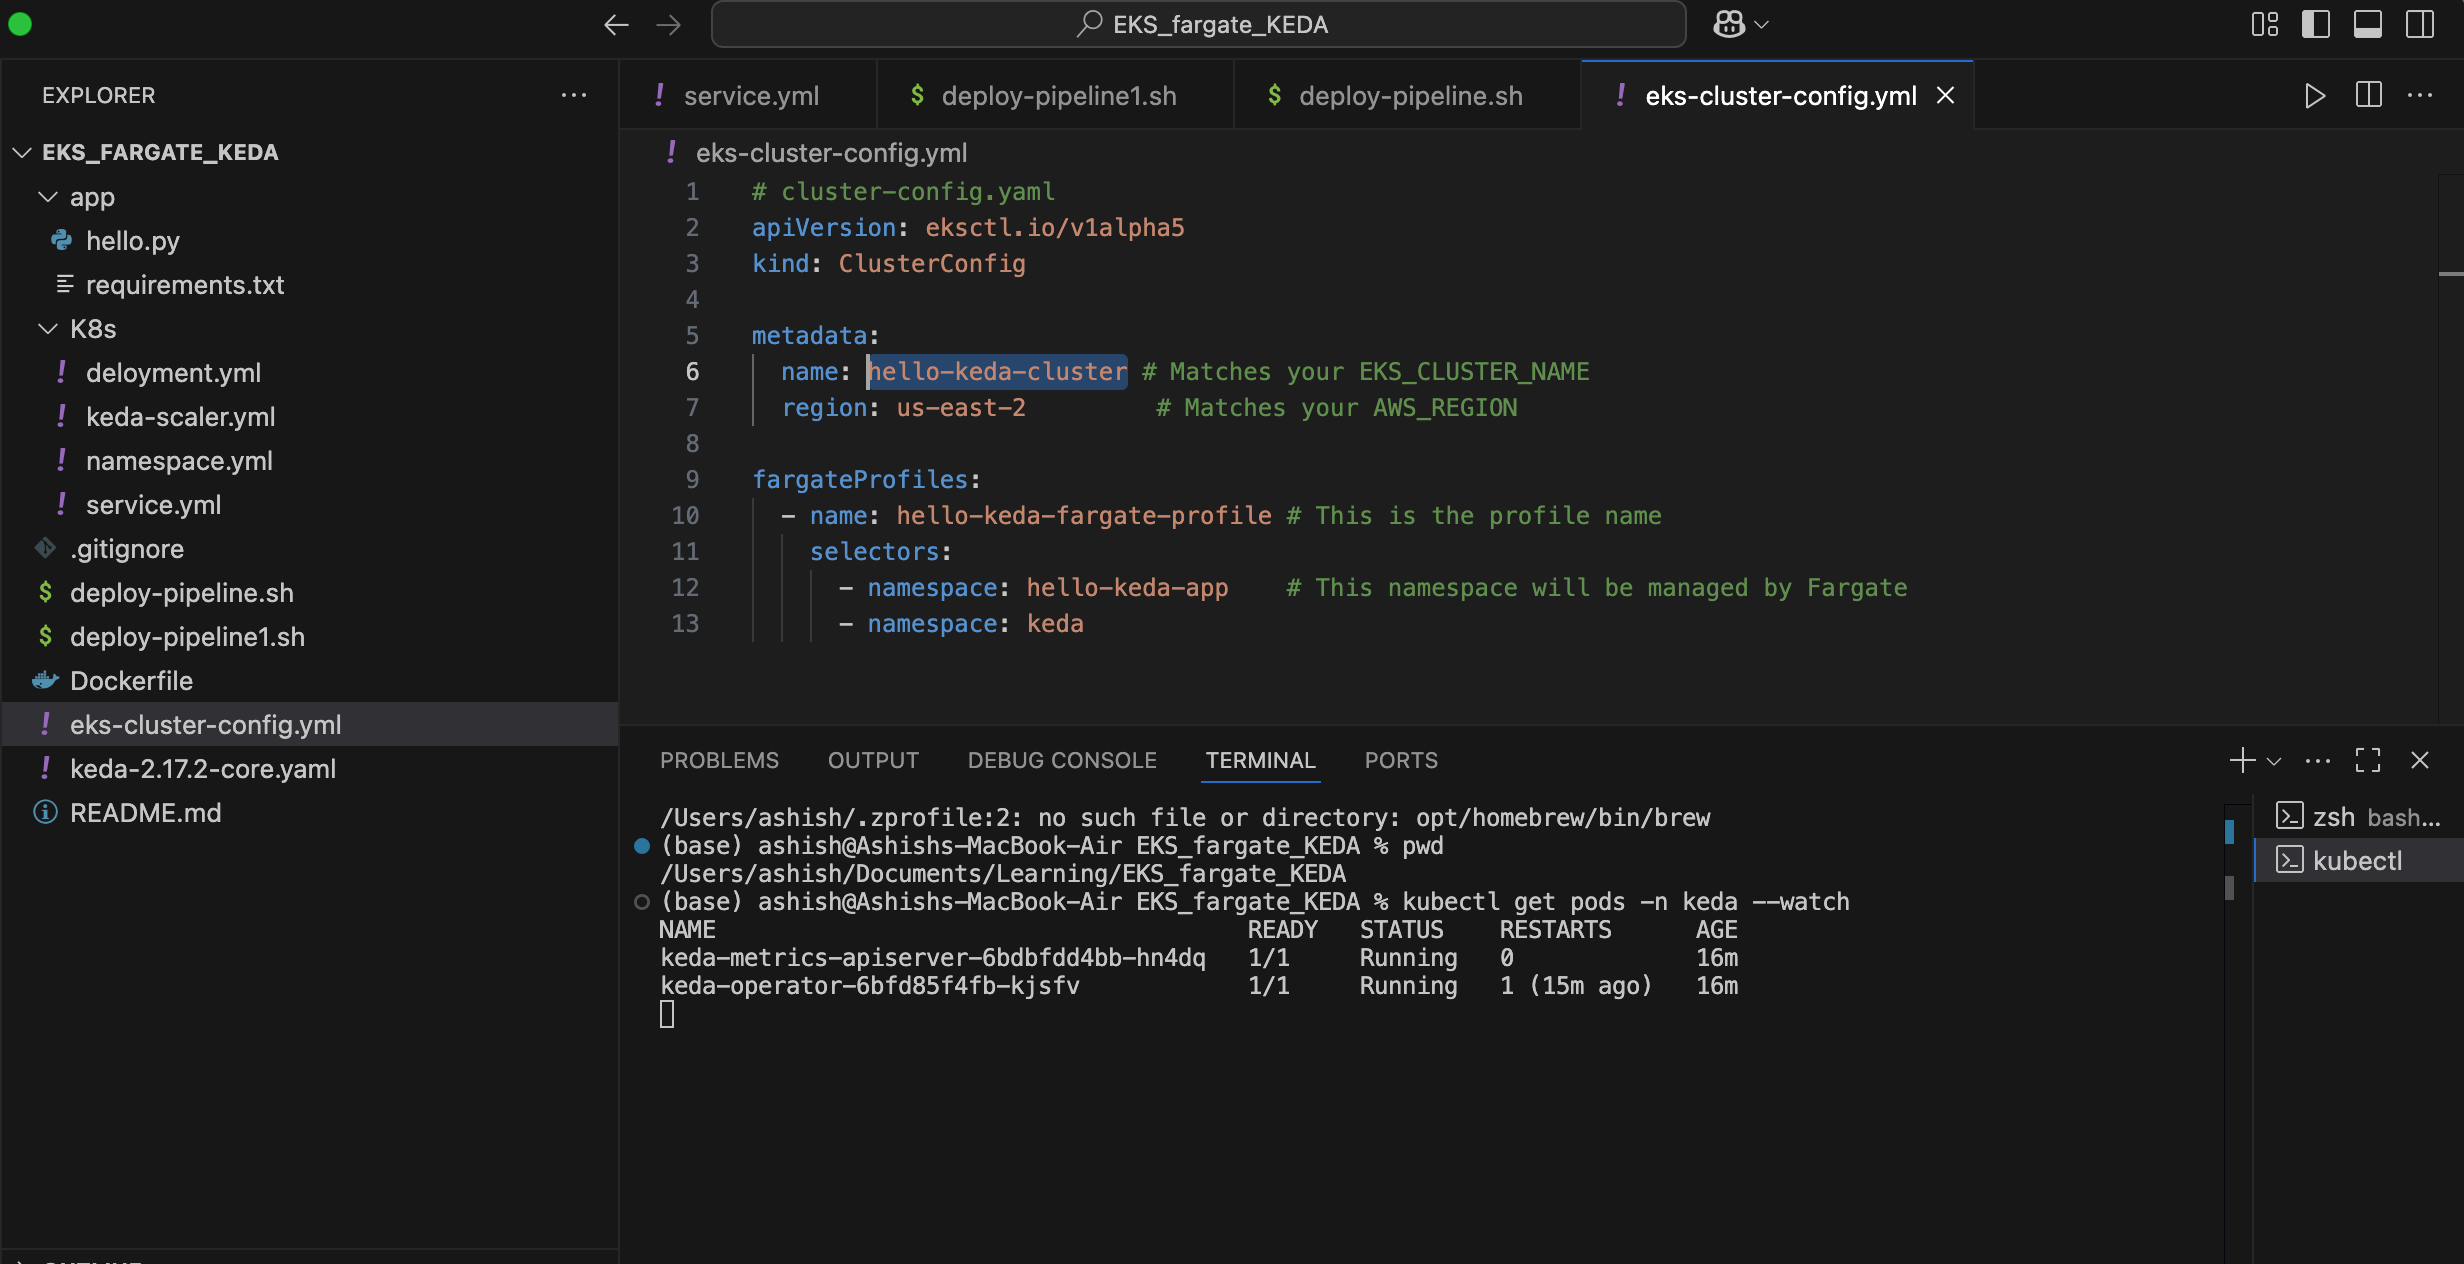 EKS_fargate_KEDA
EXPLORER
EKS_FARGATE_KEDA
app
hello.py
requirements.txt
K8s
deloyment.yml
keda-scaler.yml
namespace.yml
service.yml
.gitignore
deploy-pipeline.sh
deploy-pipeline1.sh
Dockerfile
eks-cluster-config.yml
keda-2.17.2-core.yaml
README.md
service.yml
deploy-pipeline1.sh
deploy-pipeline.sh
eks-cluster-config.yml
eks-cluster-config.yml
1 # cluster-config.yaml
2 apiVersion: eksctl.io/v1alpha5
3 kind: ClusterConfig
4
5 metadata:
6 name: hello-keda-cluster # Matches your EKS_CLUSTER_NAME
7 region: us-east-2 # Matches your AWS_REGION
8
9 fargateProfiles:
10 - name: hello-keda-fargate-profile # This is the profile name
11 selectors:
12 - namespace: hello-keda-app # This namespace will be managed by Fargate
13 - namespace: keda
PROBLEMS OUTPUT DEBUG CONSOLE TERMINAL PORTS
/Users/ashish/.zprofile:2: no such file or directory: opt/homebrew/bin/brew
(base) ashish@Ashishs-MacBook-Air EKS_fargate_KEDA % pwd
/Users/ashish/Documents/Learning/EKS_fargate_KEDA
(base) ashish@Ashishs-MacBook-Air EKS_fargate_KEDA % kubectl get pods -n keda --watch
NAME READY STATUS RESTARTS AGE
keda-metrics-apiserver-6bdbfdd4bb-hn4dq 1/1 Running 0 16m
keda-operator-6bfd85f4fb-kjsfv 1/1 Running 1 (15m ago) 16m
zsh bash...
kubectl